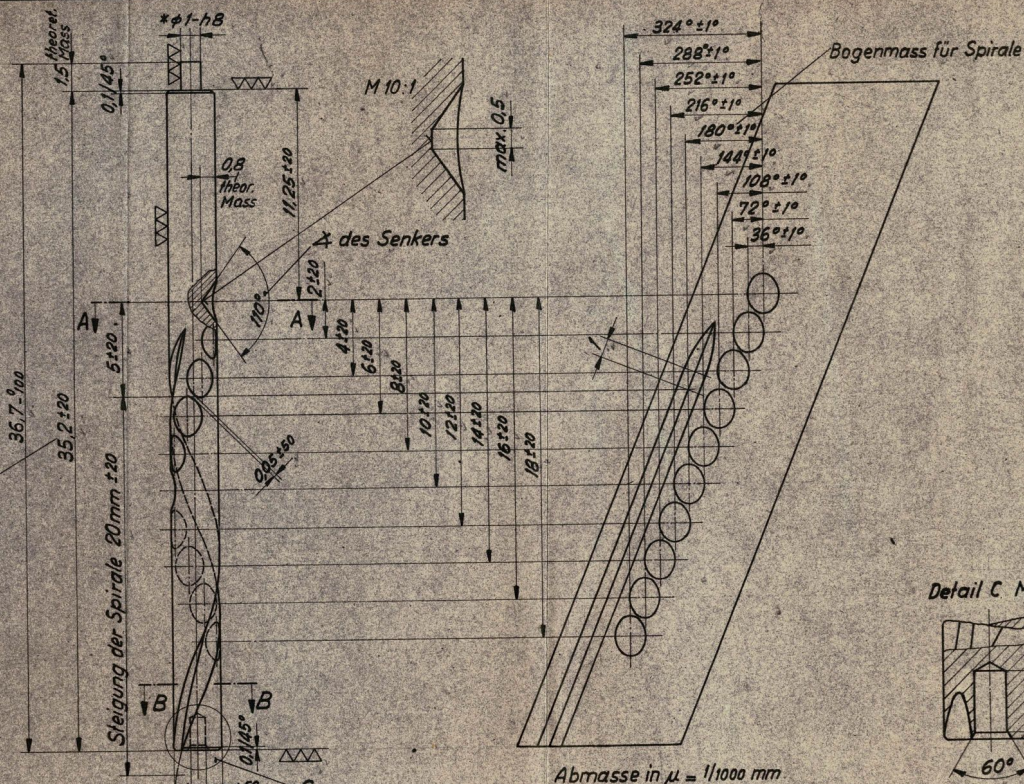 *φ1-h8
1,5 theoret. Mass
0,1/45°
M 10:1
max. 0,5
0,8
theor.
Mass
11,25 ±20
∡ des Senkers
110°
A
A
5 ±20
2 ±20
4 ±20
6 ±20
8 ±20
10 ±20
12 ±20
14 ±20
16 ±20
18 ±20
36,7
35,2 ±20
Steigung der Spirale 20mm ±20
0,05 ±50
B
B
0,1/45°
324° ±1°
288° ±1°
252° ±1°
216° ±1°
180° ±1°
144° ±1°
108° ±1°
72° ±1°
36° ±1°
Bogenmass für Spirale
1
Detail C M
60°
Abmasse in μ = 1/1000 mm